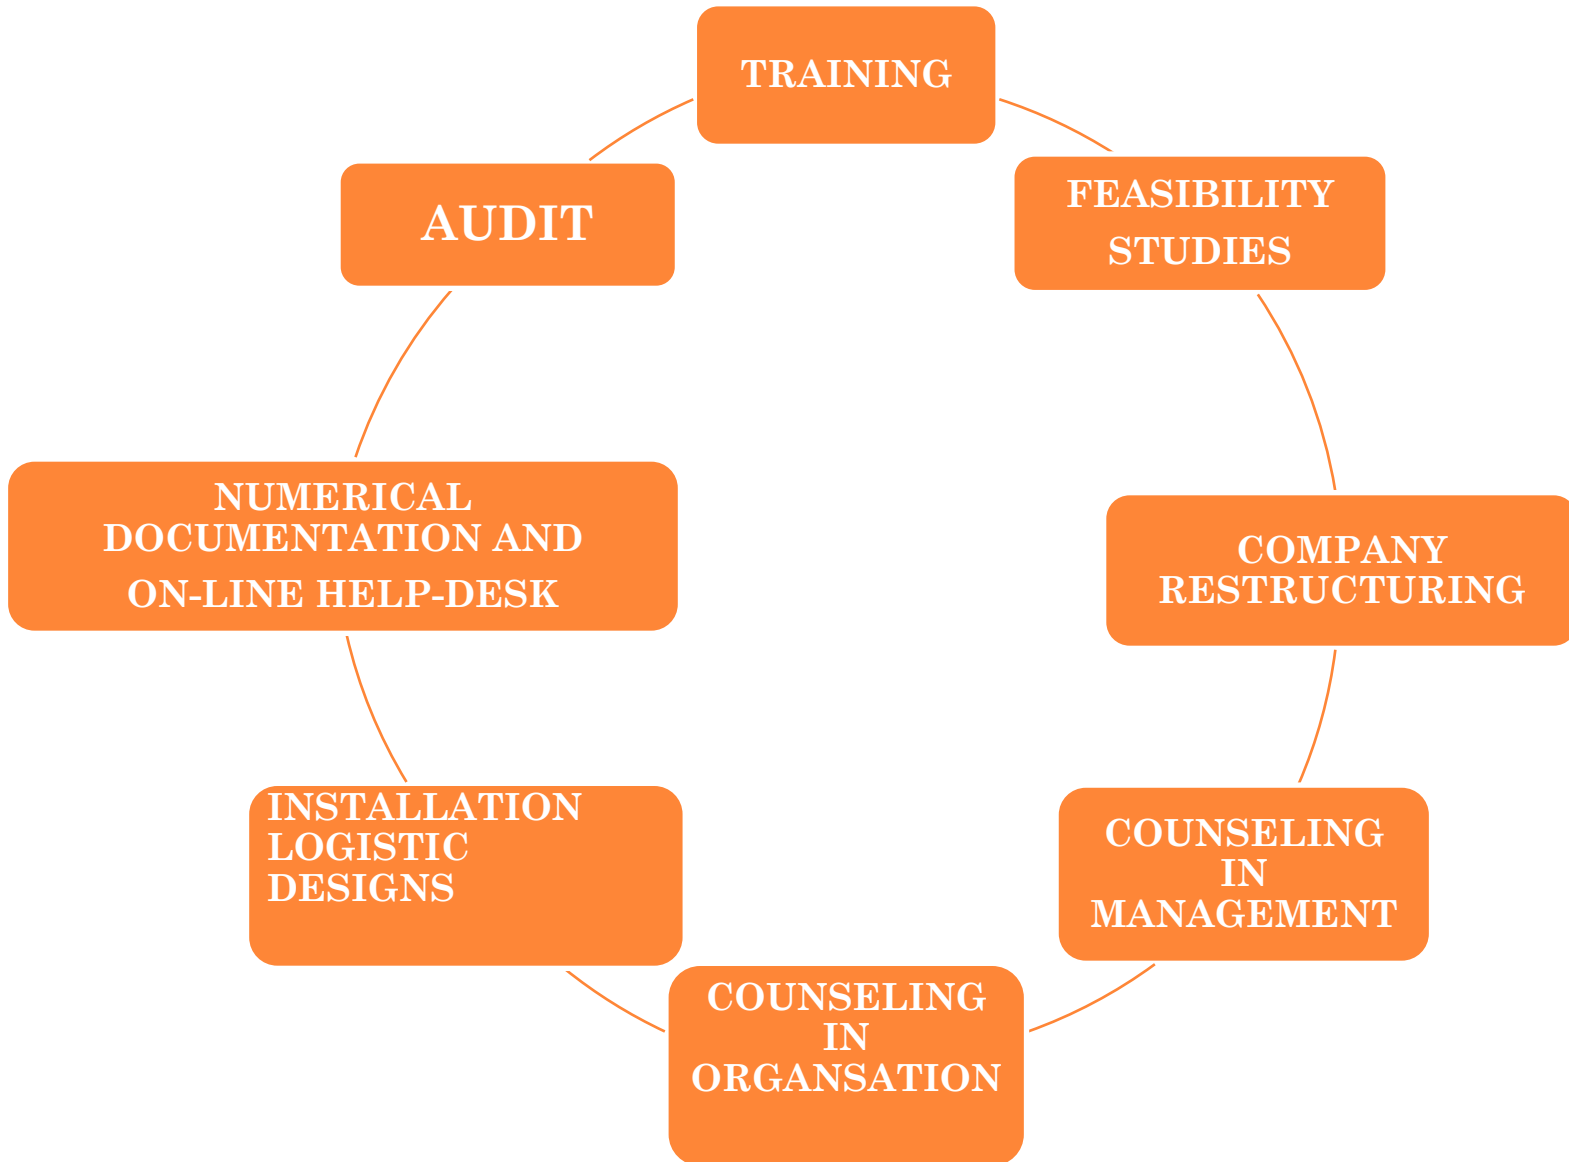 TRAINING
FEASIBILITY
STUDIES
COMPANY
RESTRUCTURING
COUNSELING
IN
MANAGEMENT
COUNSELING
IN
ORGANSATION
INSTALLATION
LOGISTIC
DESIGNS
NUMERICAL
DOCUMENTATION AND
ON-LINE HELP-DESK
AUDIT